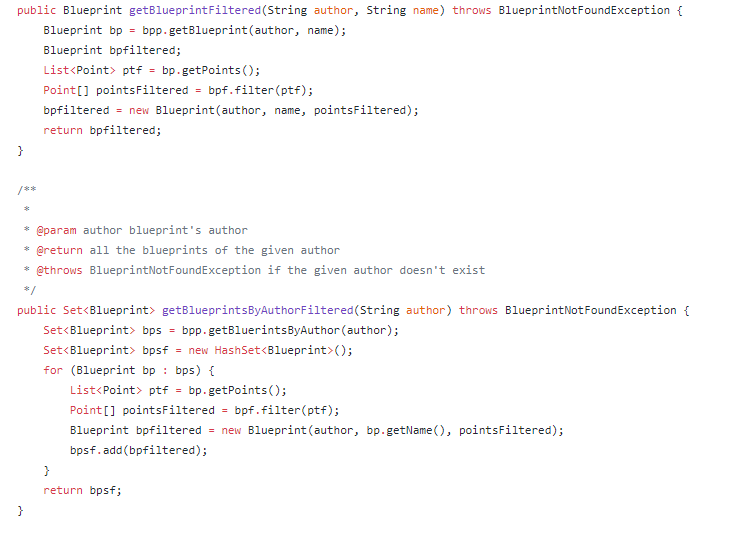 public Blueprint getBlueprintFiltered(String author, String name) throws BlueprintNotFoundException {
    Blueprint bp = bpp.getBlueprint(author, name);
    Blueprint bpfiltered;
    List<Point> ptf = bp.getPoints();
    Point[] pointsFiltered = bpf.filter(ptf);
    bpfiltered = new Blueprint(author, name, pointsFiltered);
    return bpfiltered;
}
/**
 *
 * @param author blueprint's author
 * @return all the blueprints of the given author
 * @throws BlueprintNotFoundException if the given author doesn't exist
 */
public Set<Blueprint> getBlueprintsByAuthorFiltered(String author) throws BlueprintNotFoundException {
    Set<Blueprint> bps = bpp.getBluerintsByAuthor(author);
    Set<Blueprint> bpsf = new HashSet<Blueprint>();
    for (Blueprint bp : bps) {
        List<Point> ptf = bp.getPoints();
        Point[] pointsFiltered = bpf.filter(ptf);
        Blueprint bpfiltered = new Blueprint(author, bp.getName(), pointsFiltered);
        bpsf.add(bpfiltered);
    }
    return bpsf;
}